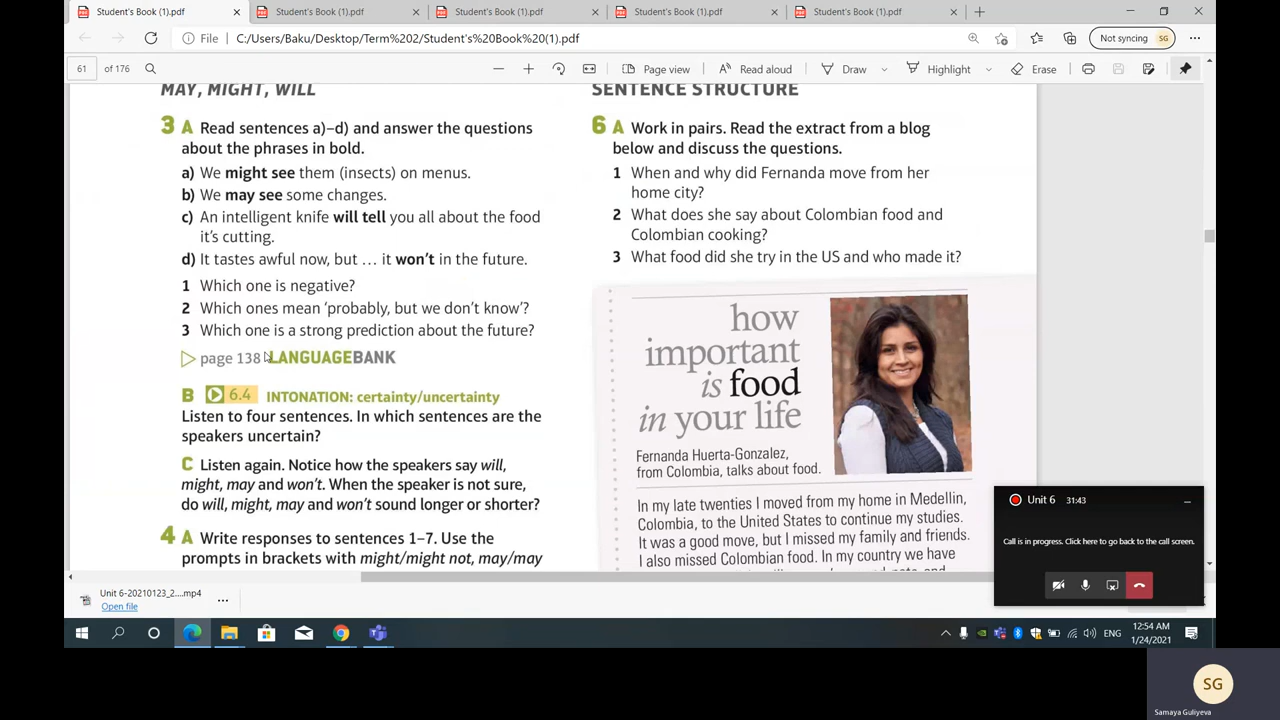 Student's Book (1).pdf
Student's Book (1).pdf
Student's Book (1).pdf
Student's Book (1).pdf
Student's Book (1).pdf
File
C:/Users/Baku/Desktop/Term%202/Student's%20Book%20(1).pdf
Not syncing SG
61 of 176
Page view
Read aloud
Draw
Highlight
Erase
MAY, MIGHT, WILL
3 A Read sentences a)–d) and answer the questions
about the phrases in bold.
a) We might see them (insects) on menus.
b) We may see some changes.
c) An intelligent knife will tell you all about the food
it's cutting.
d) It tastes awful now, but … it won't in the future.
1 Which one is negative?
2 Which ones mean 'probably, but we don't know'?
3 Which one is a strong prediction about the future?
page 138 LANGUAGEBANK
B 6.4 INTONATION: certainty/uncertainty
Listen to four sentences. In which sentences are the
speakers uncertain?
C Listen again. Notice how the speakers say will,
might, may and won't. When the speaker is not sure,
do will, might, may and won't sound longer or shorter?
4 A Write responses to sentences 1–7. Use the
prompts in brackets with might/might not, may/may
SENTENCE STRUCTURE
6 A Work in pairs. Read the extract from a blog
below and discuss the questions.
1 When and why did Fernanda move from her
home city?
2 What does she say about Colombian food and
Colombian cooking?
3 What food did she try in the US and who made it?
how
important
is food
in your life
Fernanda Huerta-Gonzalez,
from Colombia, talks about food.
In my late twenties I moved from my home in Medellin,
Colombia, to the United States to continue my studies.
It was a good move, but I missed my family and friends.
I also missed Colombian food. In my country we have
Unit 6 31:43
Call is in progress. Click here to go back to the call screen.
Unit 6-20210123_2....mp4
Open file
ENG
12:54 AM
1/24/2021
SG
Samaya Guliyeva